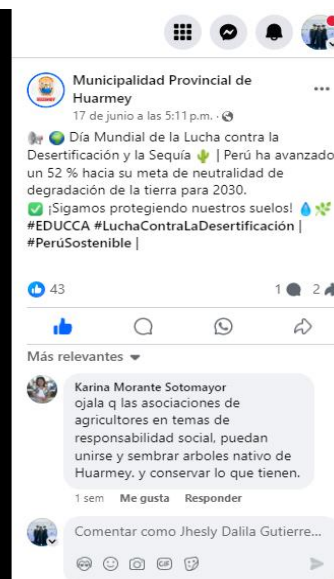 Municipalidad Provincial de
Huarmey
17 de junio a las 5:11 p.m. ·
Día Mundial de la Lucha contra la
Desertificación y la Sequía | Perú ha avanzado
un 52 % hacia su meta de neutralidad de
degradación de la tierra para 2030.
¡Sigamos protegiendo nuestros suelos!
#EDUCCA #LuchaContraLaDesertificación |
#PerúSostenible |
43
1 2
Más relevantes
Karina Morante Sotomayor
ojala q las asociaciones de
agricultores en temas de
responsabilidad social, puedan
unirse y sembrar arboles nativo de
Huarmey. y conservar lo que tienen.
1 sem Me gusta Responder
Comentar como Jhesly Dalila Gutierre...
GIF